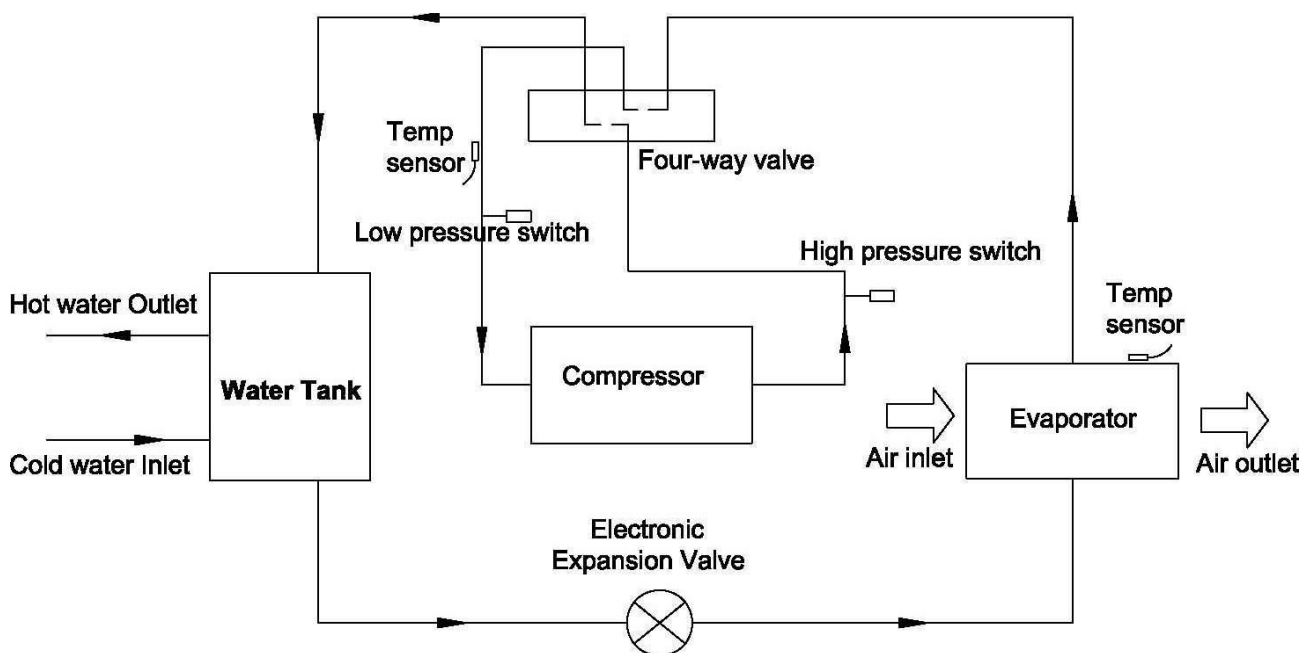 Temp
sensor
Four-way valve
Low pressure switch
High pressure switch
Hot water Outlet
Temp
sensor
Water Tank
Compressor
Evaporator
Cold water Inlet
Air inlet
Air outlet
Electronic
Expansion Valve